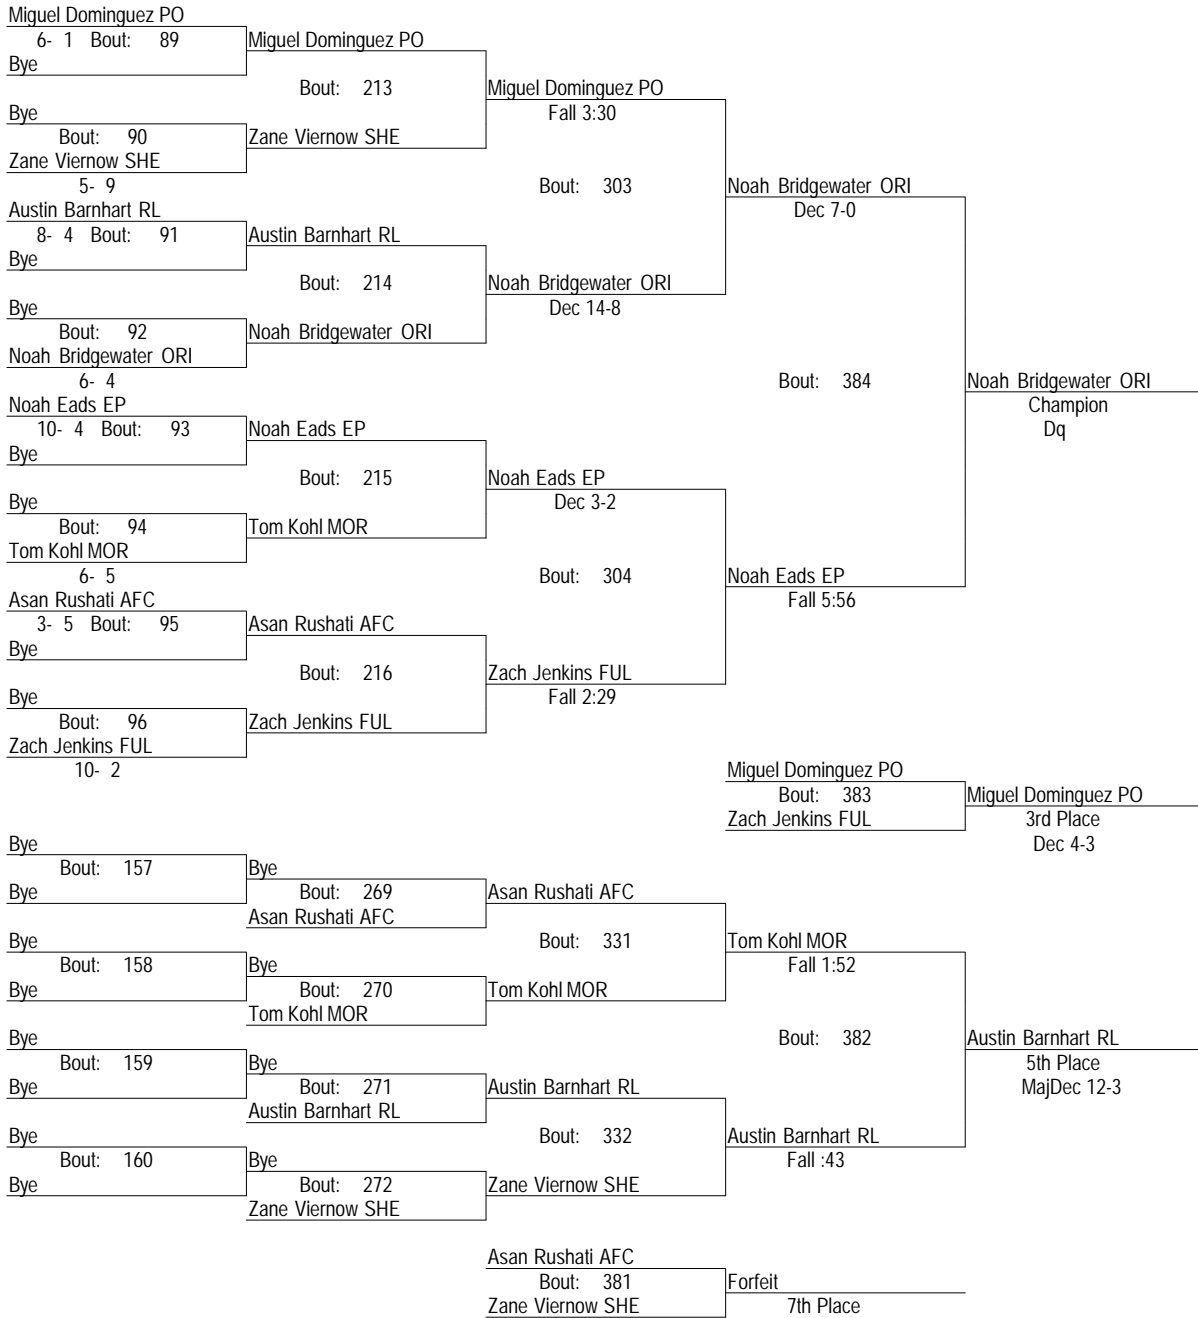 Miguel Dominguez PO
6- 1 Bout: 89
Miguel Dominguez PO
Bye
Bout: 213
Miguel Dominguez PO
Fall 3:30
Bye
Bout: 90
Zane Viernow SHE
Zane Viernow SHE
5- 9
Bout: 303
Noah Bridgewater ORI
Dec 7-0
Austin Barnhart RL
8- 4 Bout: 91
Austin Barnhart RL
Bye
Bout: 214
Noah Bridgewater ORI
Dec 14-8
Bye
Bout: 92
Noah Bridgewater ORI
Noah Bridgewater ORI
6- 4
Bout: 384
Noah Bridgewater ORI
Champion
Dq
Noah Eads EP
10- 4 Bout: 93
Noah Eads EP
Bye
Bout: 215
Noah Eads EP
Dec 3-2
Bye
Bout: 94
Tom Kohl MOR
Tom Kohl MOR
6- 5
Bout: 304
Noah Eads EP
Fall 5:56
Asan Rushati AFC
3- 5 Bout: 95
Asan Rushati AFC
Bye
Bout: 216
Zach Jenkins FUL
Fall 2:29
Bye
Bout: 96
Zach Jenkins FUL
Zach Jenkins FUL
10- 2
Miguel Dominguez PO
Bout: 383
Miguel Dominguez PO
Zach Jenkins FUL
3rd Place
Dec 4-3
Bye
Bout: 157
Bye
Bye
Bout: 269
Asan Rushati AFC
Asan Rushati AFC
Bye
Bout: 331
Tom Kohl MOR
Fall 1:52
Bout: 158
Bye
Bye
Bout: 270
Tom Kohl MOR
Tom Kohl MOR
Bye
Bout: 382
Austin Barnhart RL
5th Place
MajDec 12-3
Bout: 159
Bye
Bye
Bout: 271
Austin Barnhart RL
Austin Barnhart RL
Bye
Bout: 332
Austin Barnhart RL
Fall :43
Bout: 160
Bye
Bye
Bout: 272
Zane Viernow SHE
Zane Viernow SHE
Asan Rushati AFC
Bout: 381
Forfeit
Zane Viernow SHE
7th Place